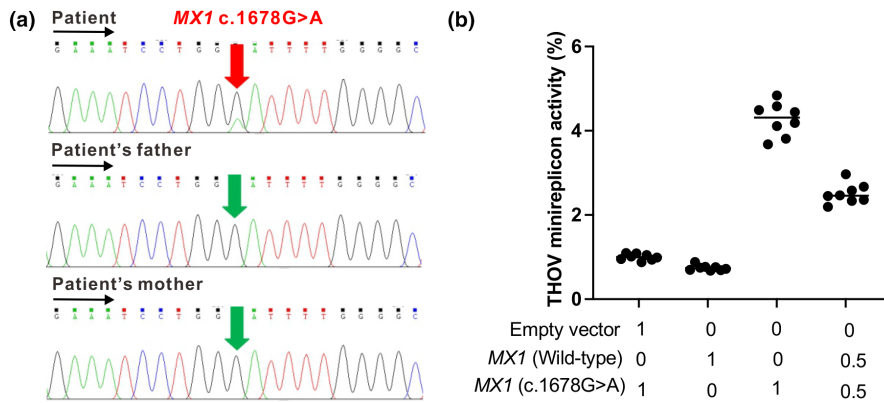 (a)
Patient
MX1 c.1678G>A
G A A A T C C T G G A T T T T G G G G C
Patient's father
G A A A T C C T G G A T T T T G G G G C
Patient's mother
G A A A T C C T G G A T T T T G G G G C
(b)
THOV minireplicon activity (%)
6
4
2
0
Empty vector 1 0 0 0
MX1 (Wild-type) 0 1 0 0.5
MX1 (c.1678G>A) 1 0 1 0.5